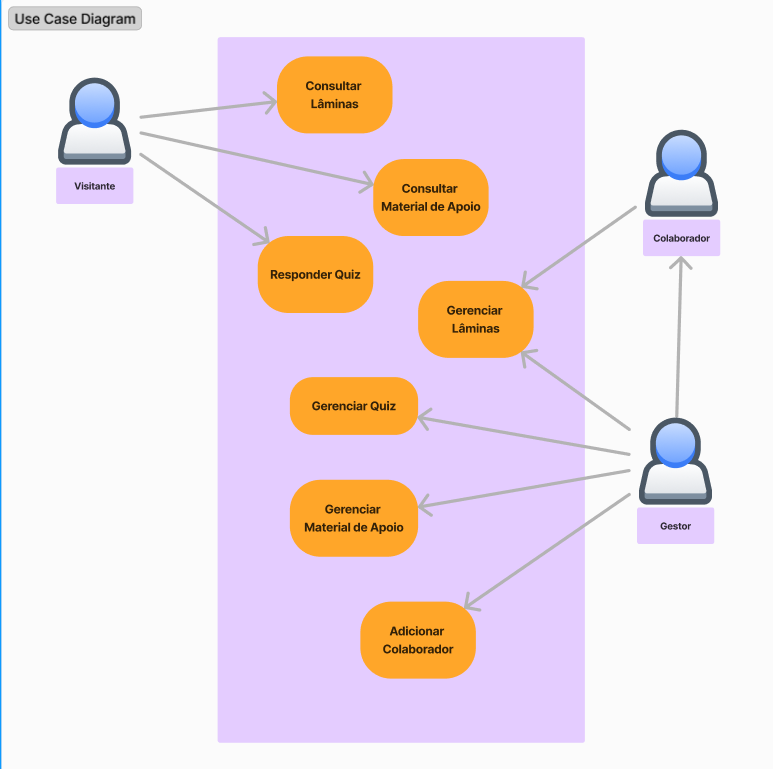 Use Case Diagram
Consultar
Lâminas
Visitante
Consultar
Material de Apoio
Colaborador
Responder Quiz
Gerenciar
Lâminas
Gerenciar Quiz
Gerenciar
Material de Apoio
Gestor
Adicionar
Colaborador